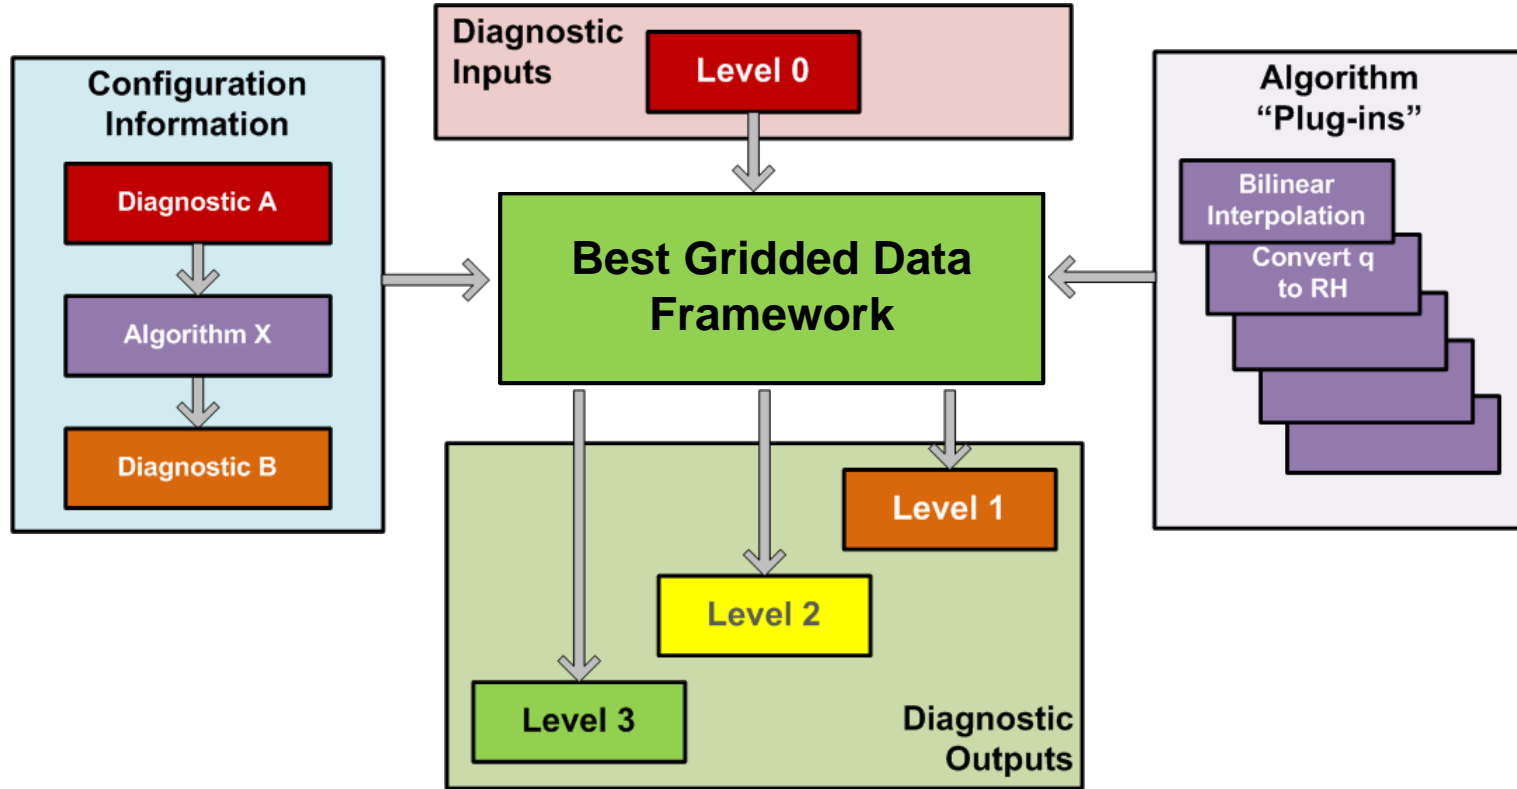 Diagnostic
Inputs
Level 0
Configuration
Information
Diagnostic A
Algorithm X
Diagnostic B
Best Gridded Data
Framework
Algorithm
“Plug-ins”
Bilinear
Interpolation
Convert q
to RH
Level 1
Level 2
Level 3
Diagnostic
Outputs